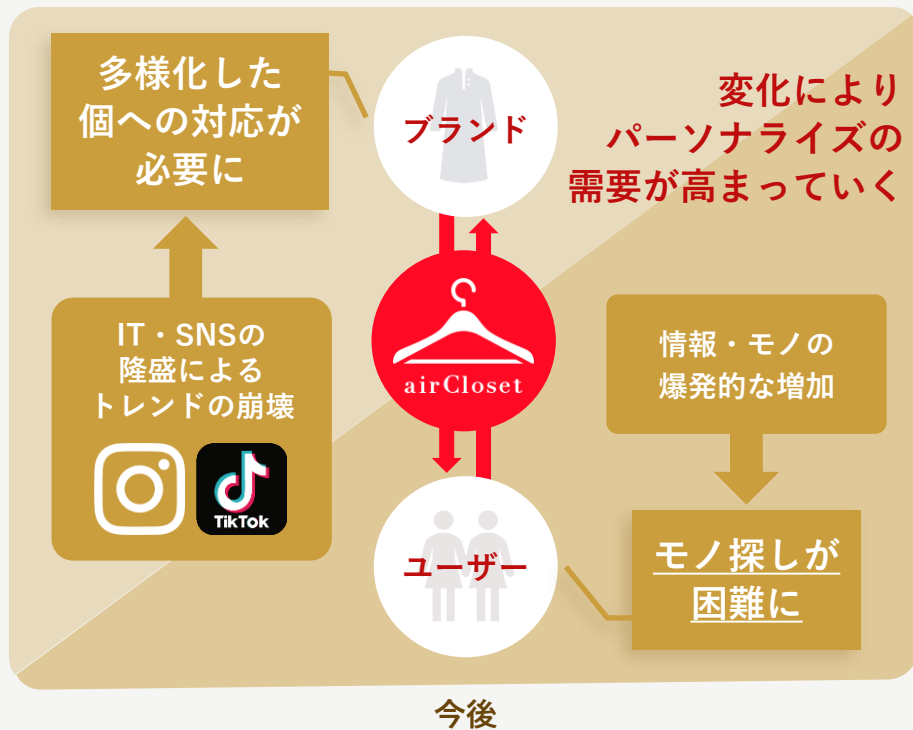 多様化した
個への対応が
必要に
ブランド
変化により
パーソナライズの
需要が高まっていく
IT・SNSの
隆盛による
トレンドの崩壊
TikTok
airCloset
情報・モノの
爆発的な増加
ユーザー
モノ探しが
困難に
今後